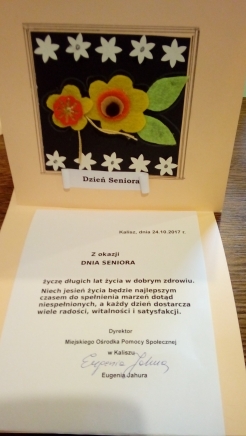 Dzień Seniora
Kalisz, dnia 24.10.2017 r.
Z okazji
DNIA SENIORA
życzę długich lat życia w dobrym zdrowiu.
Niech jesień życia będzie najlepszym
czasem do spełnienia marzeń dotąd
niespełnionych, a każdy dzień dostarcza
wiele radości, witalności i satysfakcji.
Dyrektor
Miejskiego Ośrodka Pomocy Społecznej
w Kaliszu
Eugenia Jahura
Eugenia Jahura